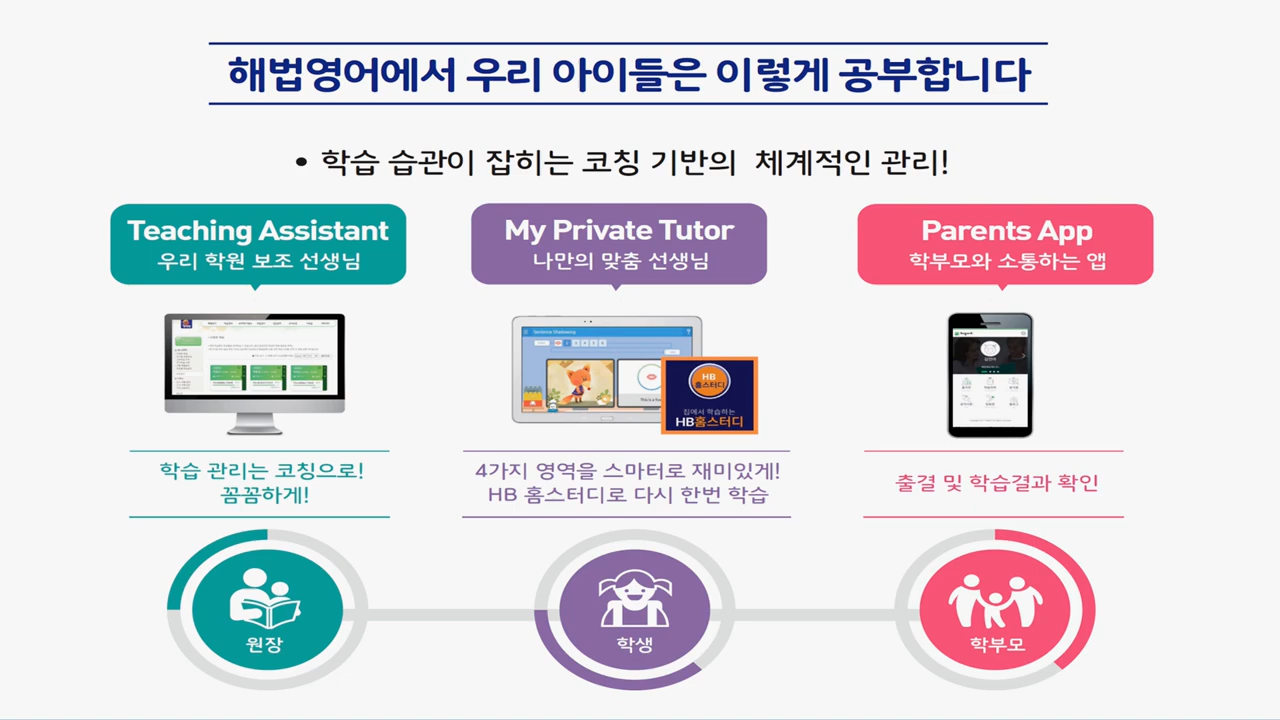 해법영어에서 우리 아이들은 이렇게 공부합니다
• 학습 습관이 잡히는 코칭 기반의 체계적인 관리!
Teaching Assistant
우리 학원 보조 선생님
My Private Tutor
나만의 맞춤 선생님
Parents App
학부모와 소통하는 앱
HB
홈스터디
집에서 학습하는
HB홈스터디
학습 관리는 코칭으로!
꼼꼼하게!
4가지 영역을 스마터로 재미있게!
HB 홈스터디로 다시 한번 학습
출결 및 학습결과 확인
원장
학생
학부모